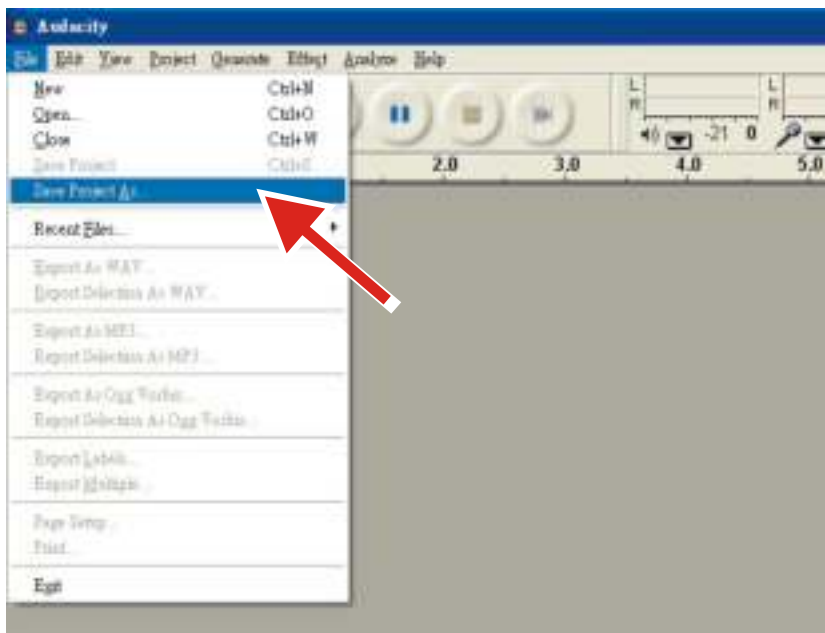 Audacity
File Edit View Project Generate Effect Analyze Help
New Ctrl+N
Open... Ctrl+O
Close Ctrl+W
Save Project Ctrl+S
Save Project As...
Recent Files...
Export As WAV...
Export Selection As WAV...
Export As MP3...
Export Selection As MP3...
Export As Ogg Vorbis...
Export Selection As Ogg Vorbis...
Export Labels...
Export Multiple...
Page Setup...
Print...
Exit
L L
R R
-21 0
2.0 3.0 4.0 5.0